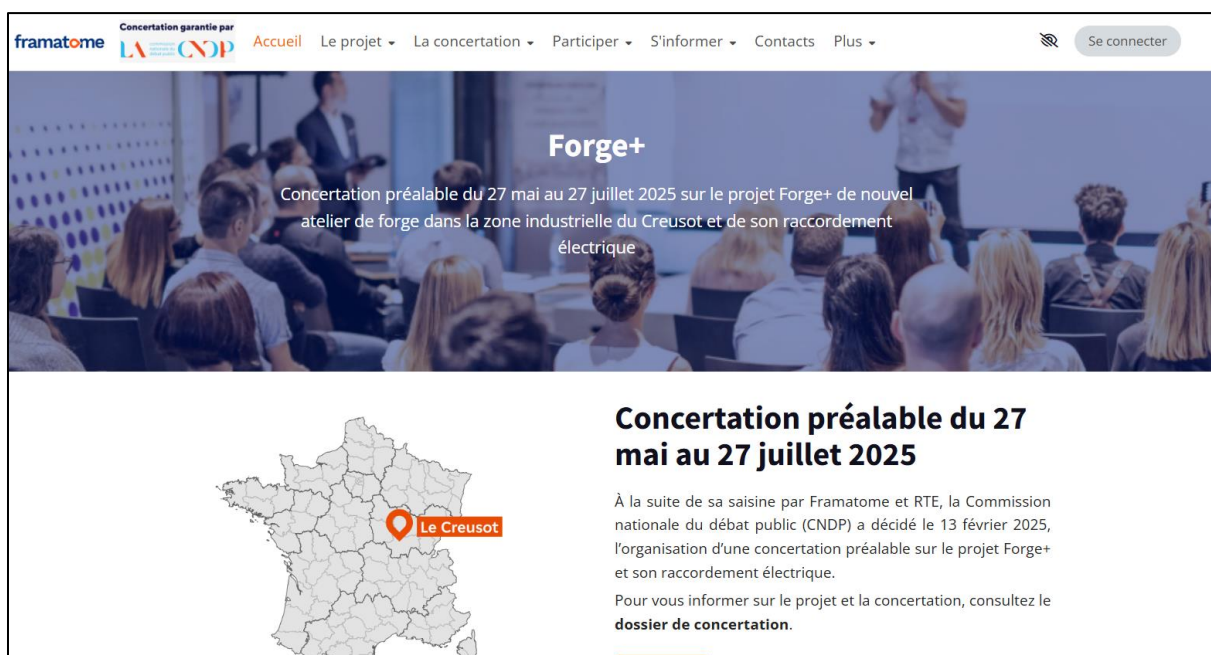 framatome
Concertation garantie par
LA CNDP
Accueil Le projet La concertation Participer S'informer Contacts Plus
Se connecter
Forge+
Concertation préalable du 27 mai au 27 juillet 2025 sur le projet Forge+ de nouvel
atelier de forge dans la zone industrielle du Creusot et de son raccordement
électrique
Le Creusot
Concertation préalable du 27
mai au 27 juillet 2025
À la suite de sa saisine par Framatome et RTE, la Commission
nationale du débat public (CNDP) a décidé le 13 février 2025,
l'organisation d'une concertation préalable sur le projet Forge+
et son raccordement électrique.
Pour vous informer sur le projet et la concertation, consultez le
dossier de concertation.